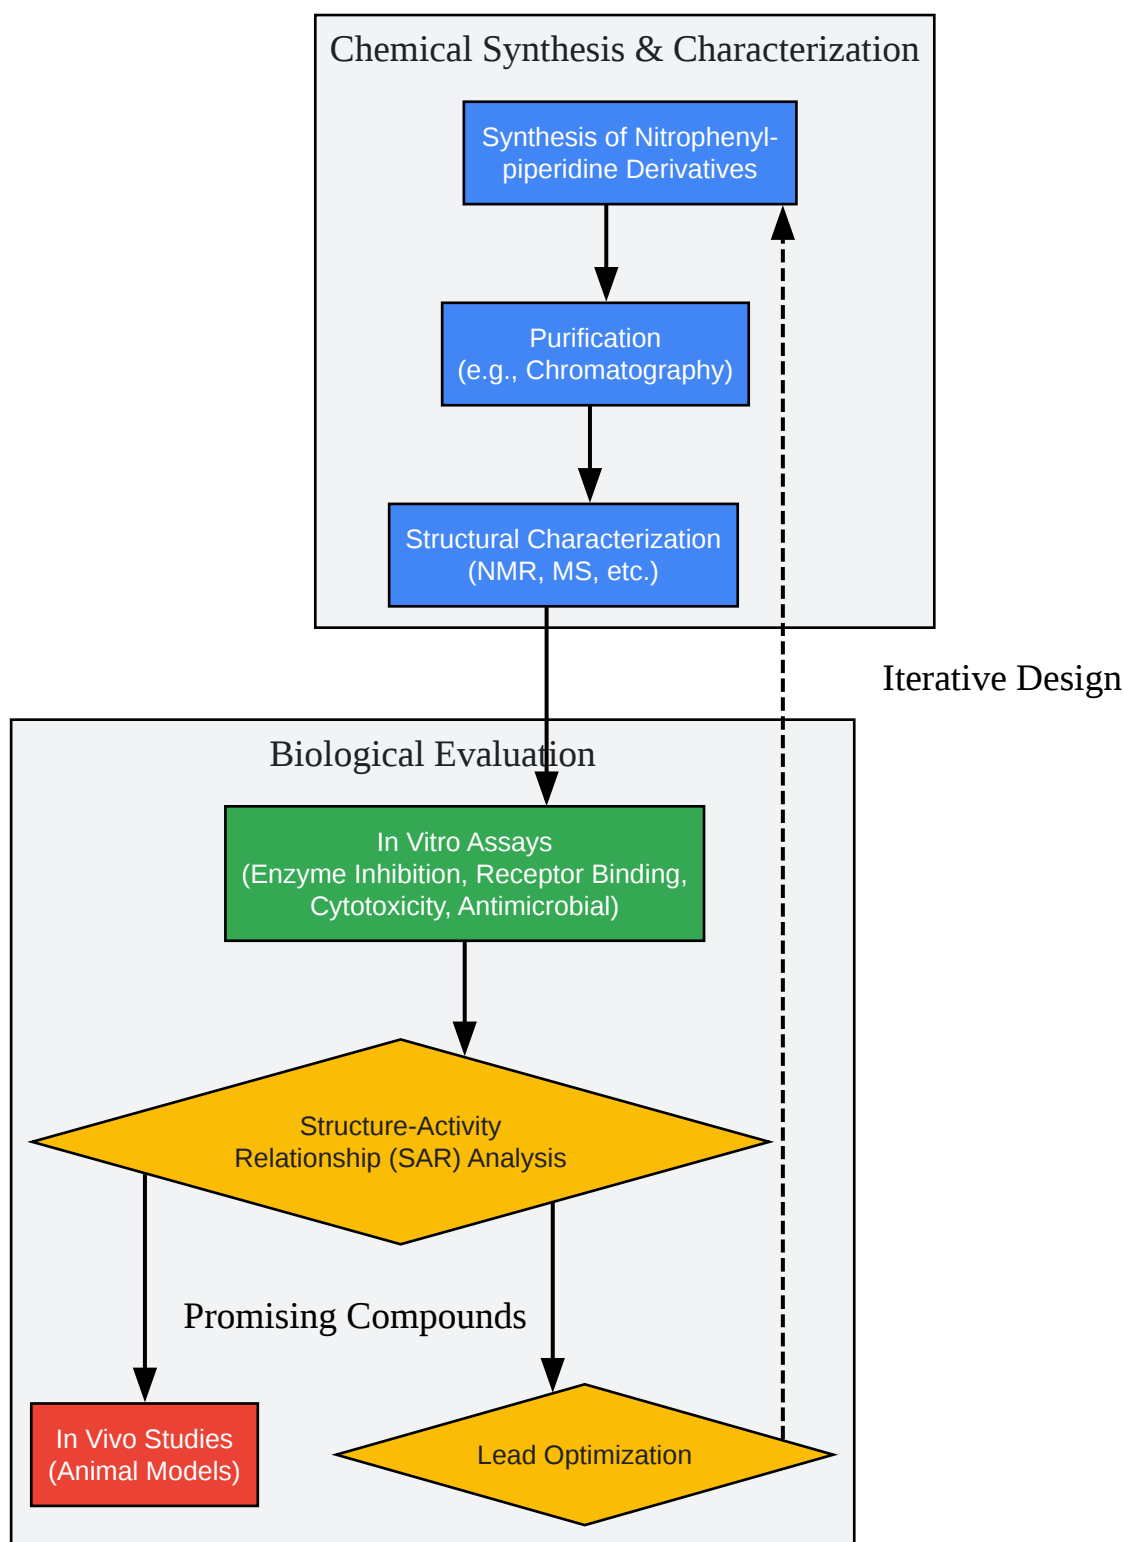 Chemical Synthesis & Characterization
Synthesis of Nitrophenyl-
piperidine Derivatives
Purification
(e.g., Chromatography)
Structural Characterization
(NMR, MS, etc.)
Iterative Design
Biological Evaluation
In Vitro Assays
(Enzyme Inhibition, Receptor Binding,
Cytotoxicity, Antimicrobial)
Structure-Activity
Relationship (SAR) Analysis
Promising Compounds
In Vivo Studies
(Animal Models)
Lead Optimization